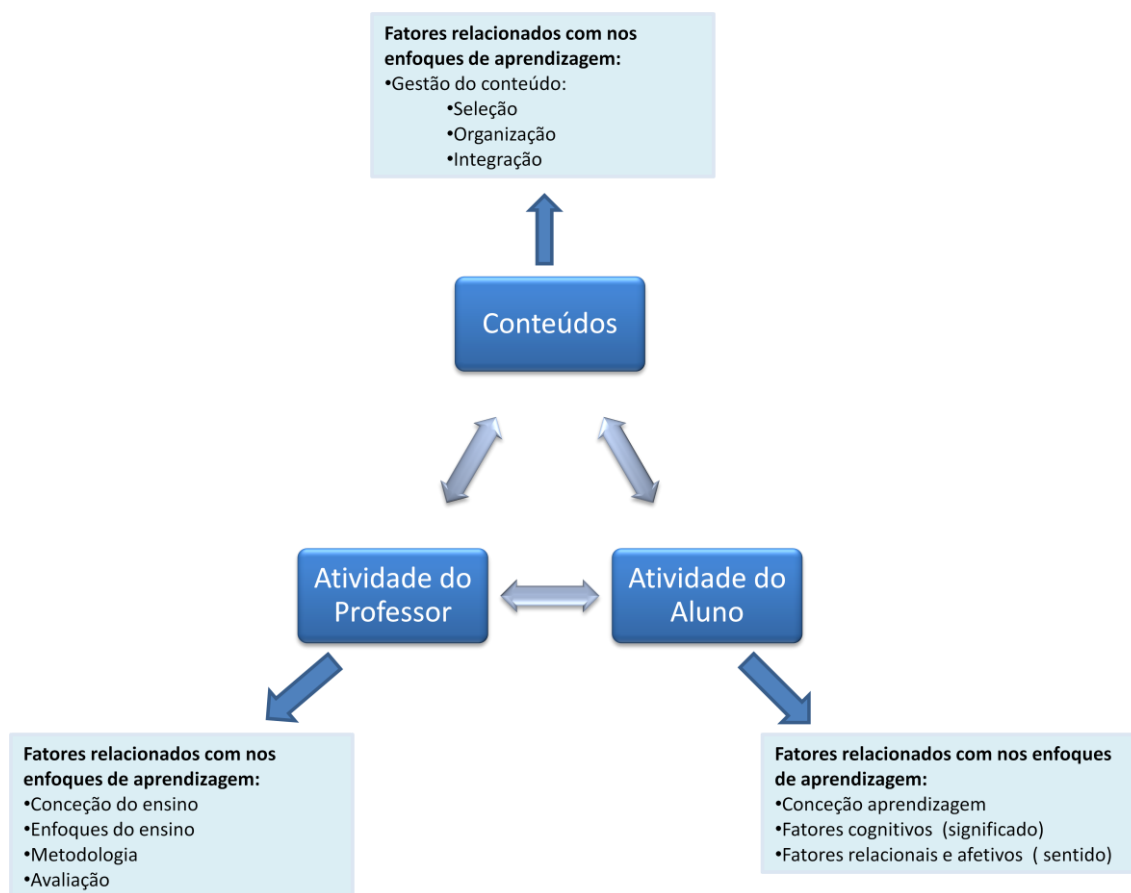 Fatores relacionados com nos
enfoques de aprendizagem:
•Gestão do conteúdo:
•Seleção
•Organização
•Integração
Conteúdos
Atividade do
Professor
Atividade do
Aluno
Fatores relacionados com nos
enfoques de aprendizagem:
•Conceção do ensino
•Enfoques do ensino
•Metodologia
•Avaliação
Fatores relacionados com nos enfoques
de aprendizagem:
•Conceção aprendizagem
•Fatores cognitivos  (significado)
•Fatores relacionais e afetivos  ( sentido)